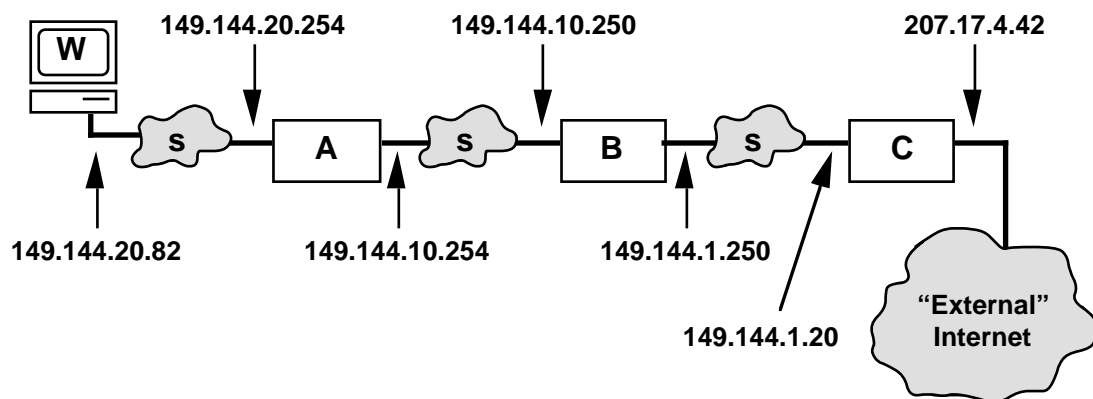 149.144.20.254
149.144.10.250
207.17.4.42
W
s
A
s
B
s
C
149.144.20.82
149.144.10.254
149.144.1.250
149.144.1.20
“External”
Internet